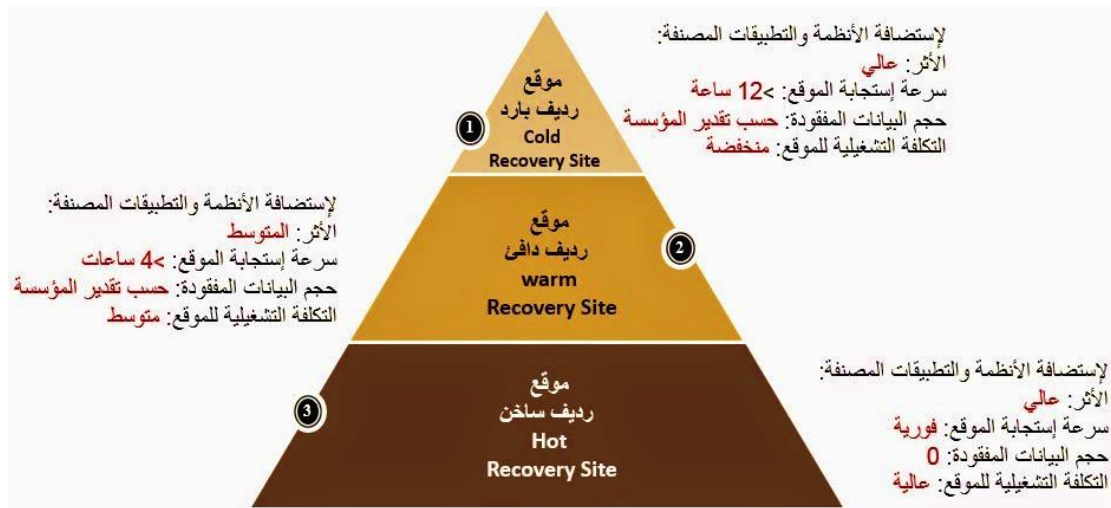 موقع
رديف بارد
Cold
Recovery Site
1
لإستضافة الأنظمة والتطبيقات المصنفة:
الأثر: عالي
سرعة إستجابة الموقع: >12 ساعة
حجم البيانات المفقودة: حسب تقدير المؤسسة
التكلفة التشغيلية للموقع: منخفضة
موقع
رديف دافئ
warm
Recovery Site
2
لإستضافة الأنظمة والتطبيقات المصنفة:
الأثر: المتوسط
سرعة إستجابة الموقع: >4 ساعات
حجم البيانات المفقودة: حسب تقدير المؤسسة
التكلفة التشغيلية للموقع: متوسط
موقع
رديف ساخن
Hot
Recovery Site
3
لإستضافة الأنظمة والتطبيقات المصنفة:
الأثر: عالي
سرعة إستجابة الموقع: فورية
حجم البيانات المفقودة: 0
التكلفة التشغيلية للموقع: عالية